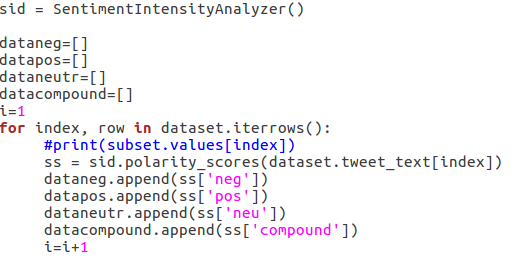 sid = SentimentIntensityAnalyzer()

dataneg=[]
datapos=[]
dataneutr=[]
datacompound=[]
i=1
for index, row in dataset.iterrows():
     #print(subset.values[index])
     ss = sid.polarity_scores(dataset.tweet_text[index])
     dataneg.append(ss['neg'])
     datapos.append(ss['pos'])
     dataneutr.append(ss['neu'])
     datacompound.append(ss['compound'])
     i=i+1